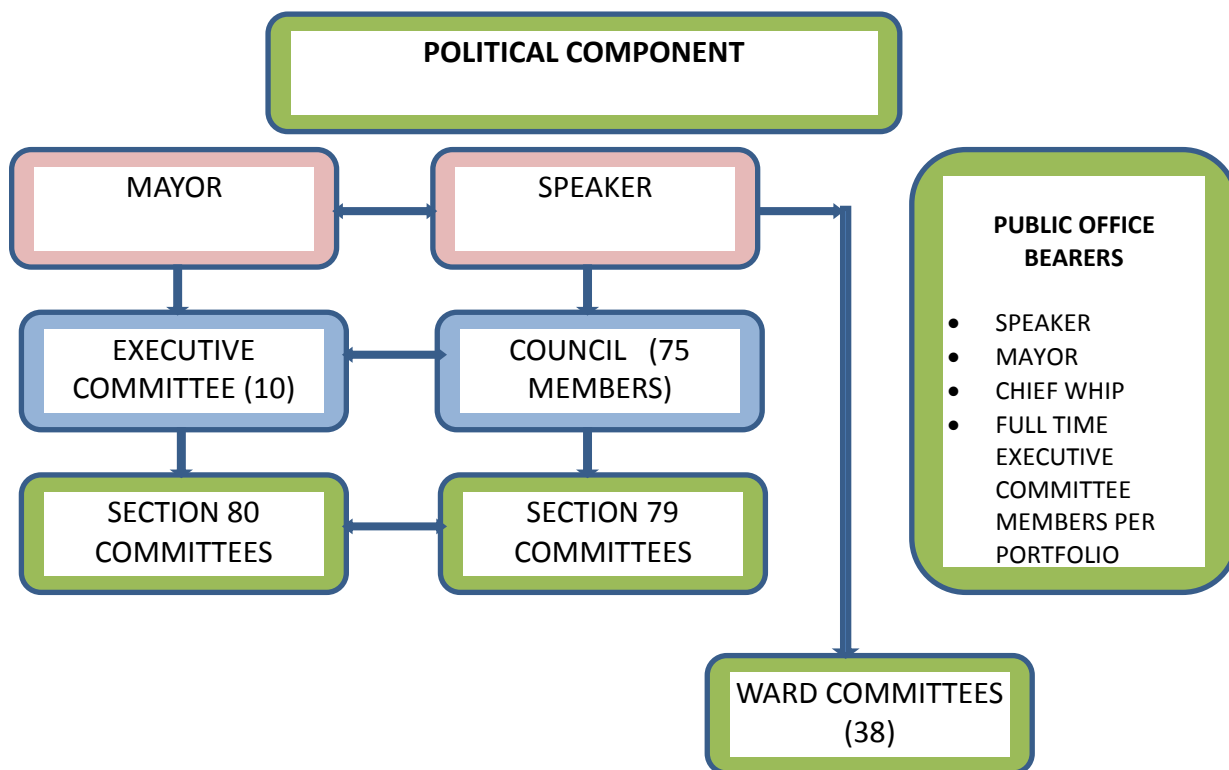 POLITICAL COMPONENT
MAYOR
SPEAKER
EXECUTIVE
COMMITTEE (10)
COUNCIL (75
MEMBERS)
SECTION 80
COMMITTEES
SECTION 79
COMMITTEES
WARD COMMITTEES
(38)
PUBLIC OFFICE
BEARERS
• SPEAKER
• MAYOR
• CHIEF WHIP
• FULL TIME
EXECUTIVE
COMMITTEE
MEMBERS PER
PORTFOLIO